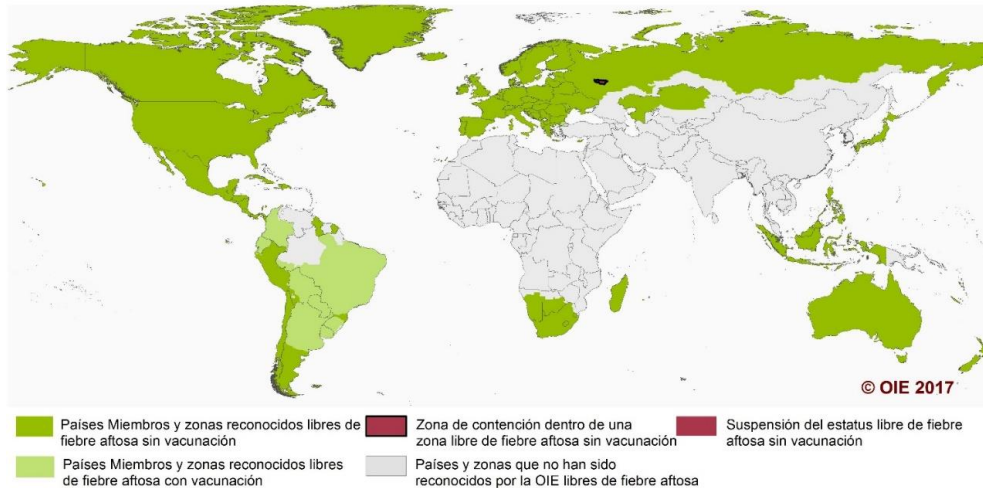 © OIE 2017
Países Miembros y zonas reconocidos libres de
fiebre aftosa sin vacunación
Zona de contención dentro de una
zona libre de fiebre aftosa sin vacunación
Suspensión del estatus libre de fiebre
aftosa sin vacunación
Países Miembros y zonas reconocidos libres
de fiebre aftosa con vacunación
Países y zonas que no han sido
reconocidos por la OIE libres de fiebre aftosa